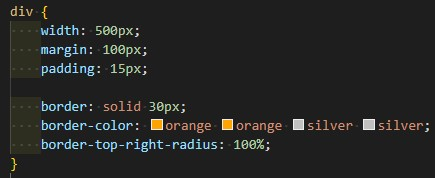 div {
width: 500px;
margin: 100px;
padding: 15px;
border: solid 30px;
border-color: orange orange silver silver;
border-top-right-radius: 100%;
}